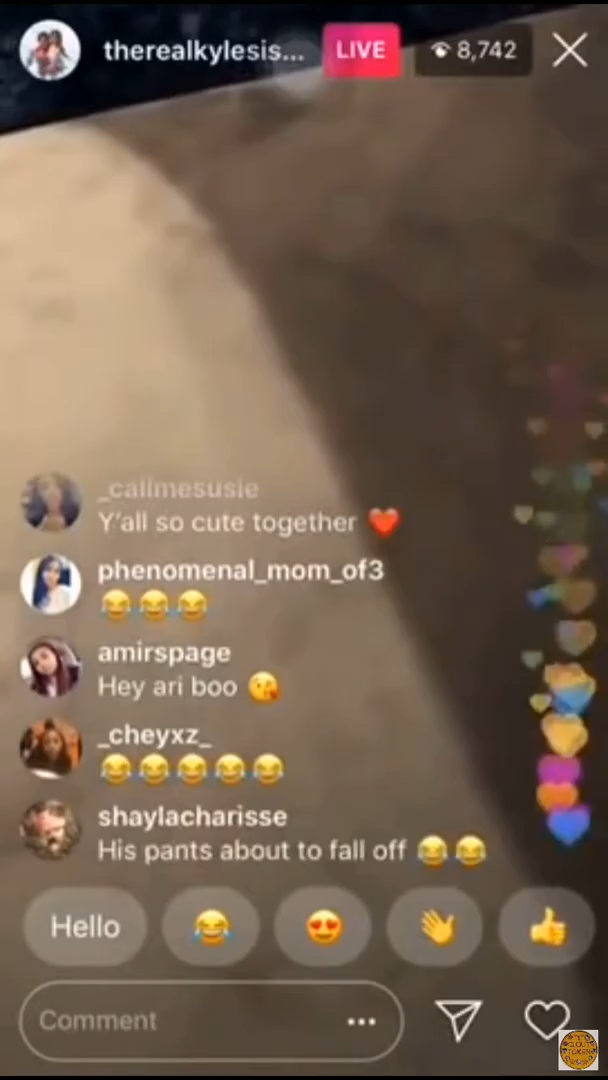 therealkylesis...
LIVE
8,742
_callmesusie
Y'all so cute together ❤️
phenomenal_mom_of3
😂😂😂
amirspage
Hey ari boo 😘
_cheyxz_
😂😂😂😂😂
shaylacharisse
His pants about to fall off 😂😂
Hello
Comment